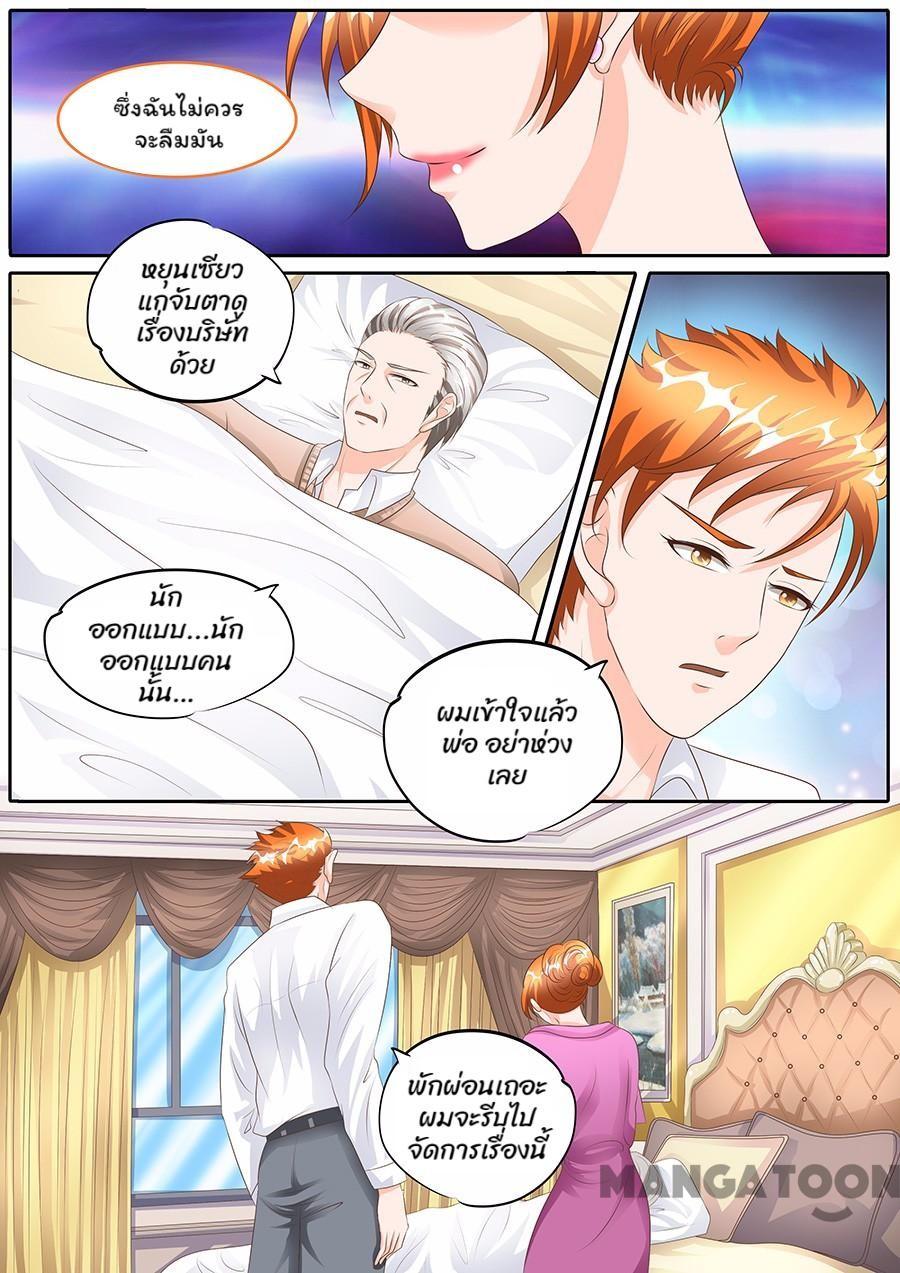 ซึ่งฉันไม่ควร
จะลืมมัน
หยุนเซียว
แกจับตาดู
เรื่องบริษัท
ด้วย
นัก
ออกแบบ...นัก
ออกแบบคน
นั้น...
ผมเข้าใจแล้ว
พ่อ อย่าห่วง
เลย
พักผ่อนเถอะ
ผมจะรีบไป
จัดการเรื่องนี้
MANGATOON